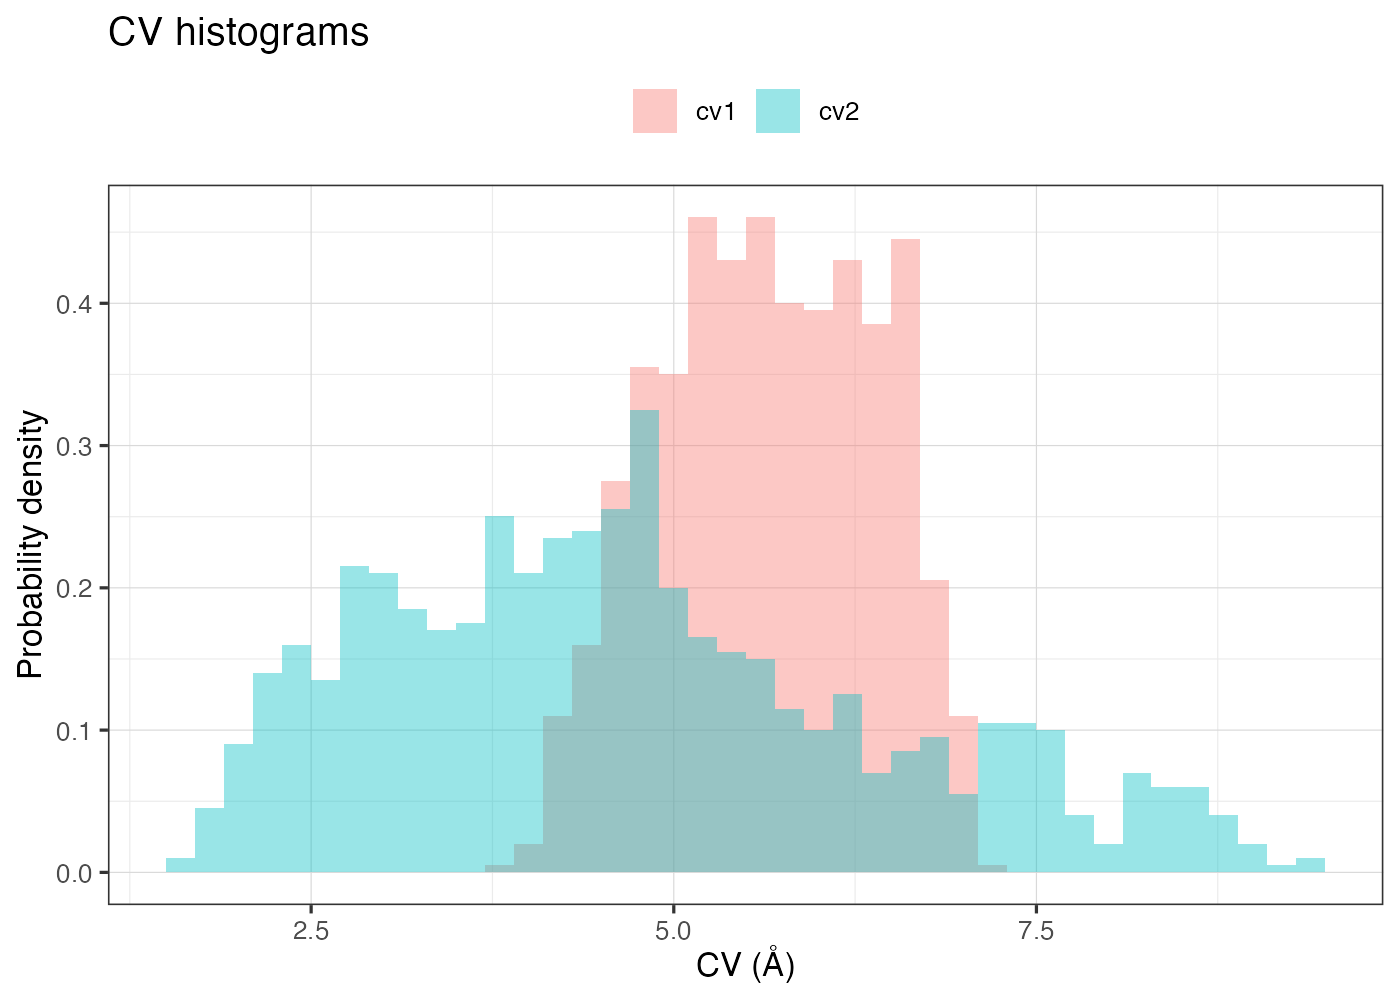 CV histograms
cv1 cv2
Probability density
0.4
0.3
0.2
0.1
0.0
2.5 5.0 7.5
CV (Å)